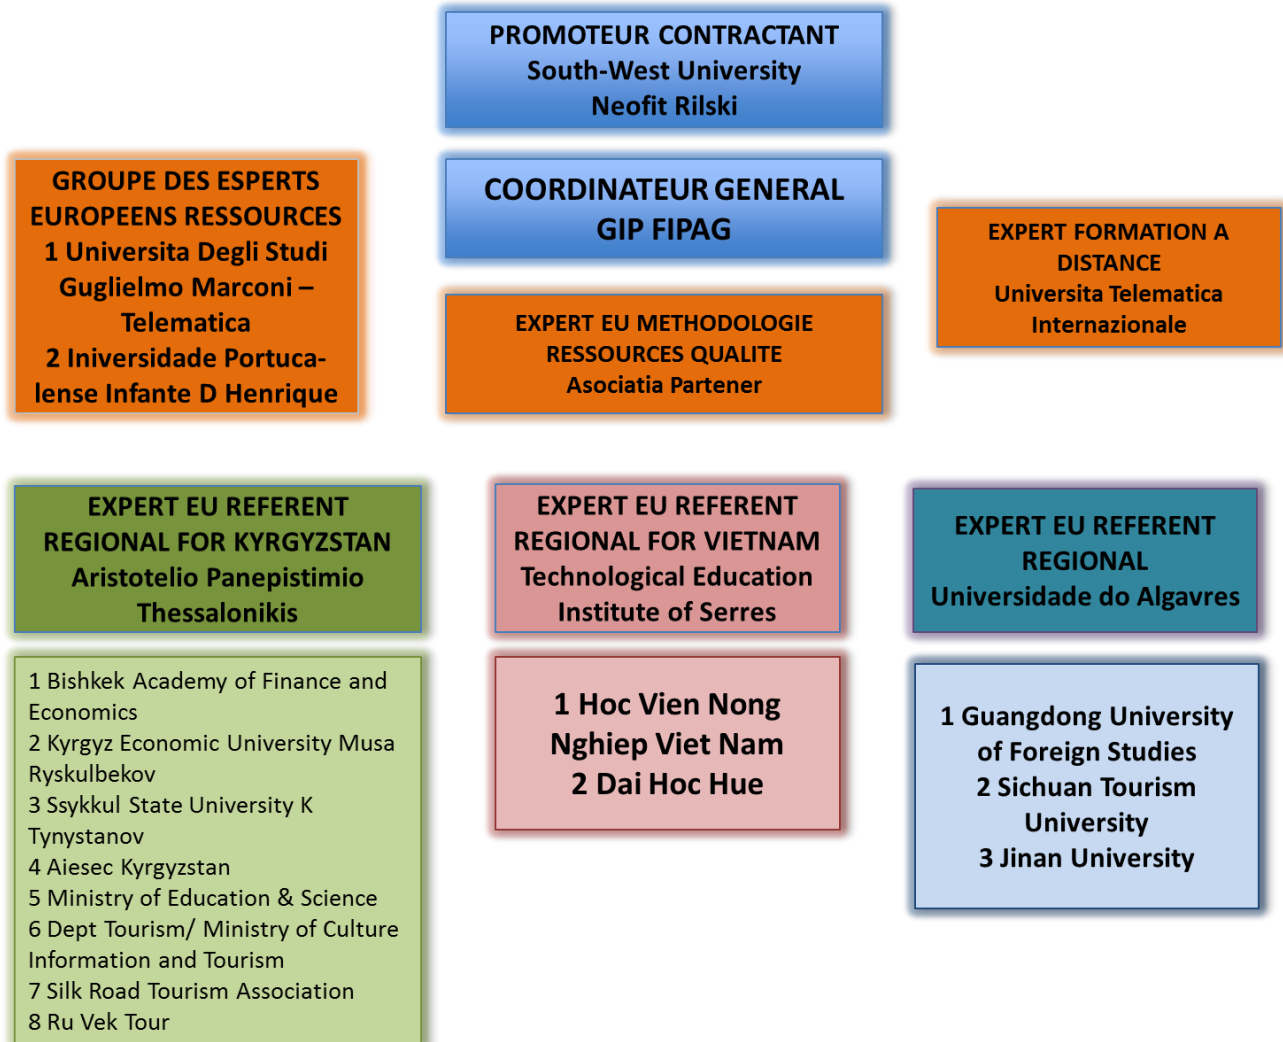 PROMOTEUR CONTRACTANT
South-West University
Neofit Rilski
COORDINATEUR GENERAL
GIP FIPAG
GROUPE DES ESPERTS
EUROPEENS RESSOURCES
1 Universita Degli Studi
Guglielmo Marconi –
Telematica
2 Iniversidade Portuca-
lense Infante D Henrique
EXPERT EU METHODOLOGIE
RESSOURCES QUALITE
Asociatia Partener
EXPERT FORMATION A
DISTANCE
Universita Telematica
Internazionale
EXPERT EU REFERENT
REGIONAL FOR KYRGYZSTAN
Aristotelio Panepistimio
Thessalonikis
1 Bishkek Academy of Finance and
Economics
2 Kyrgyz Economic University Musa
Ryskulbekov
3 Ssykkul State University K
Tynystanov
4 Aiesec Kyrgyzstan
5 Ministry of Education & Science
6 Dept Tourism/ Ministry of Culture
Information and Tourism
7 Silk Road Tourism Association
8 Ru Vek Tour
EXPERT EU REFERENT
REGIONAL FOR VIETNAM
Technological Education
Institute of Serres
1 Hoc Vien Nong
Nghiep Viet Nam
2 Dai Hoc Hue
EXPERT EU REFERENT
REGIONAL
Universidade do Algavres
1 Guangdong University
of Foreign Studies
2 Sichuan Tourism
University
3 Jinan University